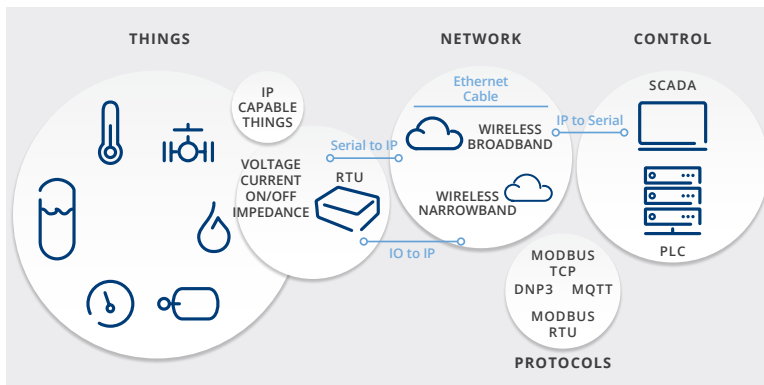 THINGS
NETWORK
CONTROL
IP
CAPABLE
THINGS
VOLTAGE
CURRENT
ON/OFF
IMPEDANCE
RTU
Serial to IP
IO to IP
Ethernet
Cable
WIRELESS
BROADBAND
WIRELESS
NARROWBAND
IP to Serial
SCADA
PLC
MODBUS
TCP
DNP3 MQTT
MODBUS
RTU
PROTOCOLS